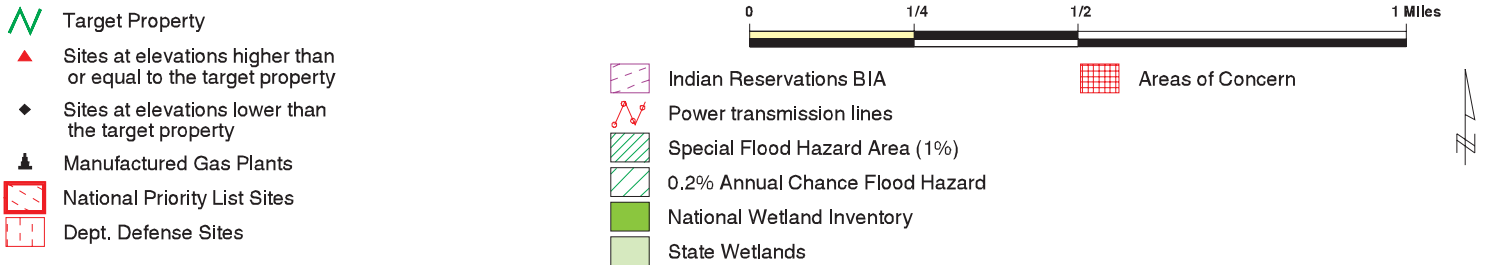 Target Property
Sites at elevations higher than
or equal to the target property
Sites at elevations lower than
the target property
Manufactured Gas Plants
National Priority List Sites
Dept. Defense Sites
0 1/4 1/2 1 Miles
Indian Reservations BIA
Power transmission lines
Special Flood Hazard Area (1%)
0.2% Annual Chance Flood Hazard
National Wetland Inventory
State Wetlands
Areas of Concern